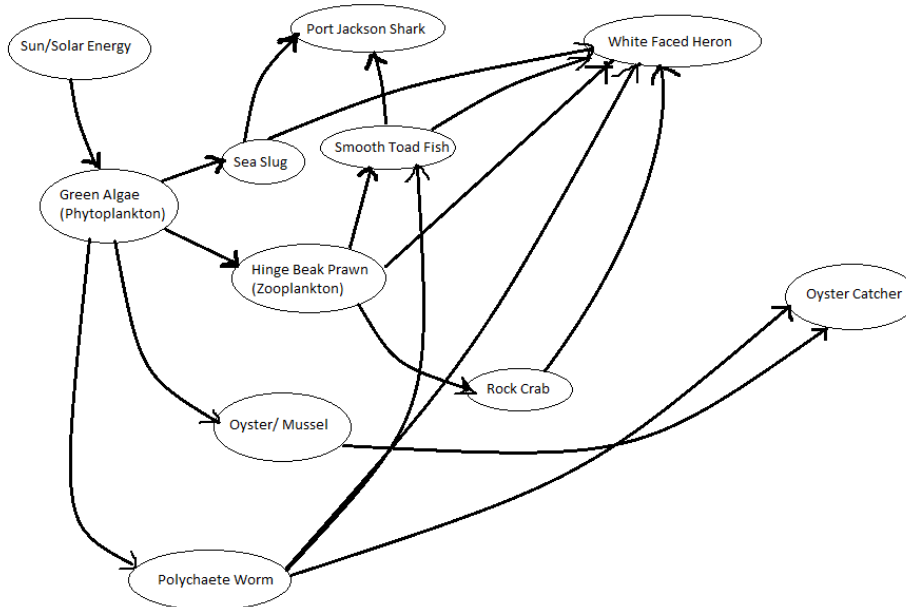 Port Jackson Shark
White Faced Heron
Sun/Solar Energy
Smooth Toad Fish
Sea Slug
Green Algae
(Phytoplankton)
Hinge Beak Prawn
(Zooplankton)
Oyster Catcher
Rock Crab
Oyster/ Mussel
Polychaete Worm